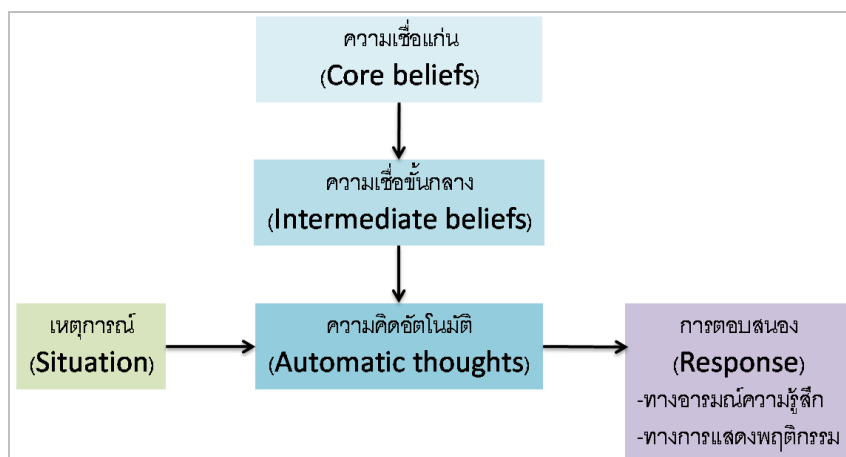 ความเชื่อแก่น
(Core beliefs)
ความเชื่อขั้นกลาง
(Intermediate beliefs)
เหตุการณ์
(Situation)
ความคิดอัตโนมัติ
(Automatic thoughts)
การตอบสนอง
(Response)
-ทางอารมณ์ความรู้สึก
-ทางการแสดงพฤติกรรม